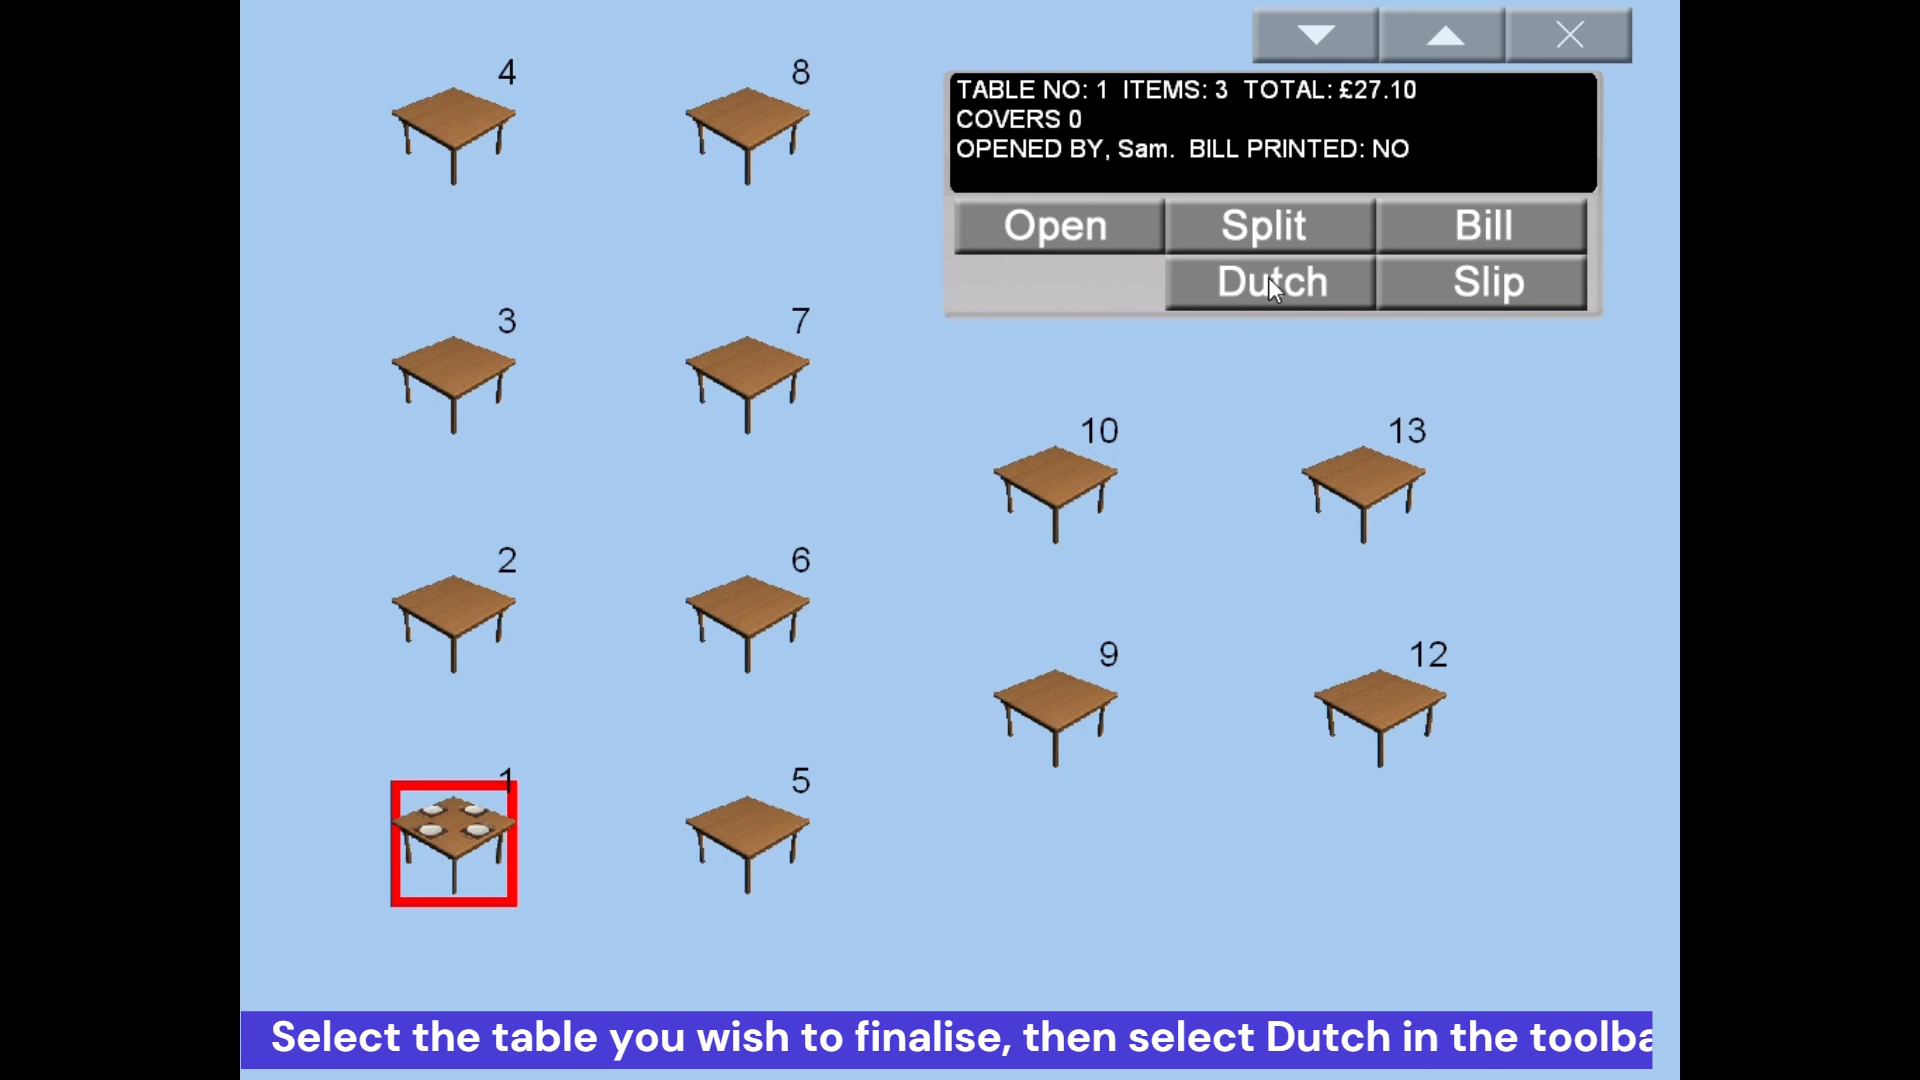 4
8
TABLE NO: 1 ITEMS: 3 TOTAL: £27.10
COVERS 0
OPENED BY, Sam. BILL PRINTED: NO
Open Split Bill
Dutch Slip
3
7
10
13
2
6
9
12
1
5
Select the table you wish to finalise, then select Dutch in the